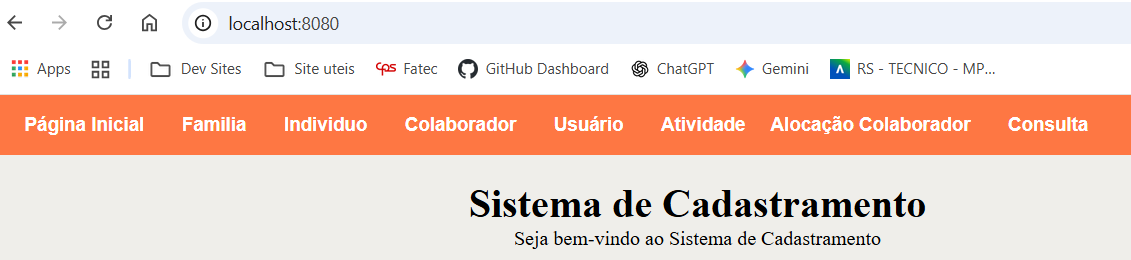 localhost:8080
Apps Dev Sites Site uteis cps Fatec GitHub Dashboard ChatGPT Gemini RS - TECNICO - MP...
Página Inicial Familia Individuo Colaborador Usuário Atividade Alocação Colaborador Consulta
Sistema de Cadastramento
Seja bem-vindo ao Sistema de Cadastramento